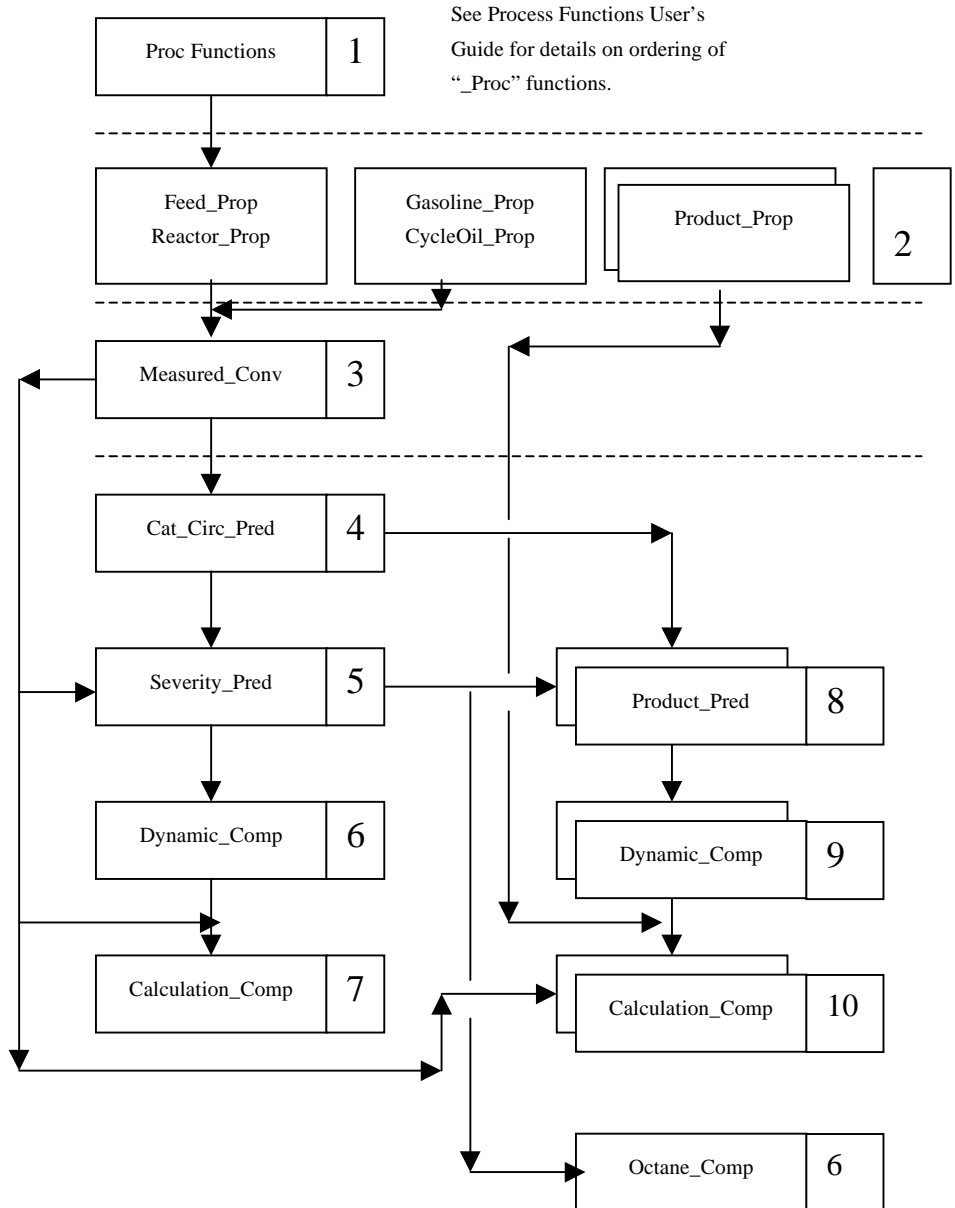 See Process Functions User's
Guide for details on ordering of
“_Proc” functions.
Proc Functions 1
Feed_Prop
Reactor_Prop
Gasoline_Prop
CycleOil_Prop
Product_Prop
2
Measured_Conv 3
Cat_Circ_Pred 4
Severity_Pred 5
Product_Pred 8
Dynamic_Comp 6
Dynamic_Comp 9
Calculation_Comp 7
Calculation_Comp 10
Octane_Comp 6